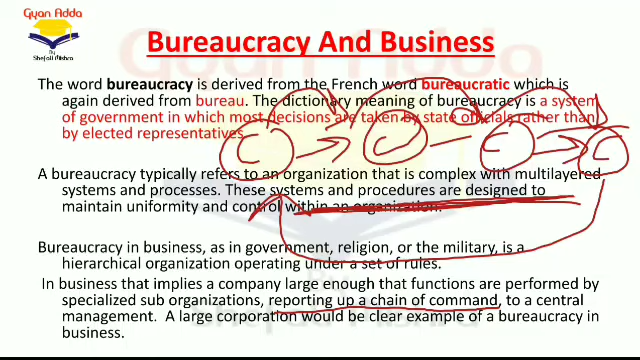 Gyan Adda
By
Shefali Mishra
Bureaucracy And Business
The word bureaucracy is derived from the French word bureaucratic which is
again derived from bureau. The dictionary meaning of bureaucracy is a system
of government in which most decisions are taken by state officials rather than
by elected representatives.
A bureaucracy typically refers to an organization that is complex with multilayered
systems and processes. These systems and procedures are designed to
maintain uniformity and control within an organization.
Bureaucracy in business, as in government, religion, or the military, is a
hierarchical organization operating under a set of rules.
In business that implies a company large enough that functions are performed by
specialized sub organizations, reporting up a chain of command, to a central
management. A large corporation would be clear example of a bureaucracy in
business.